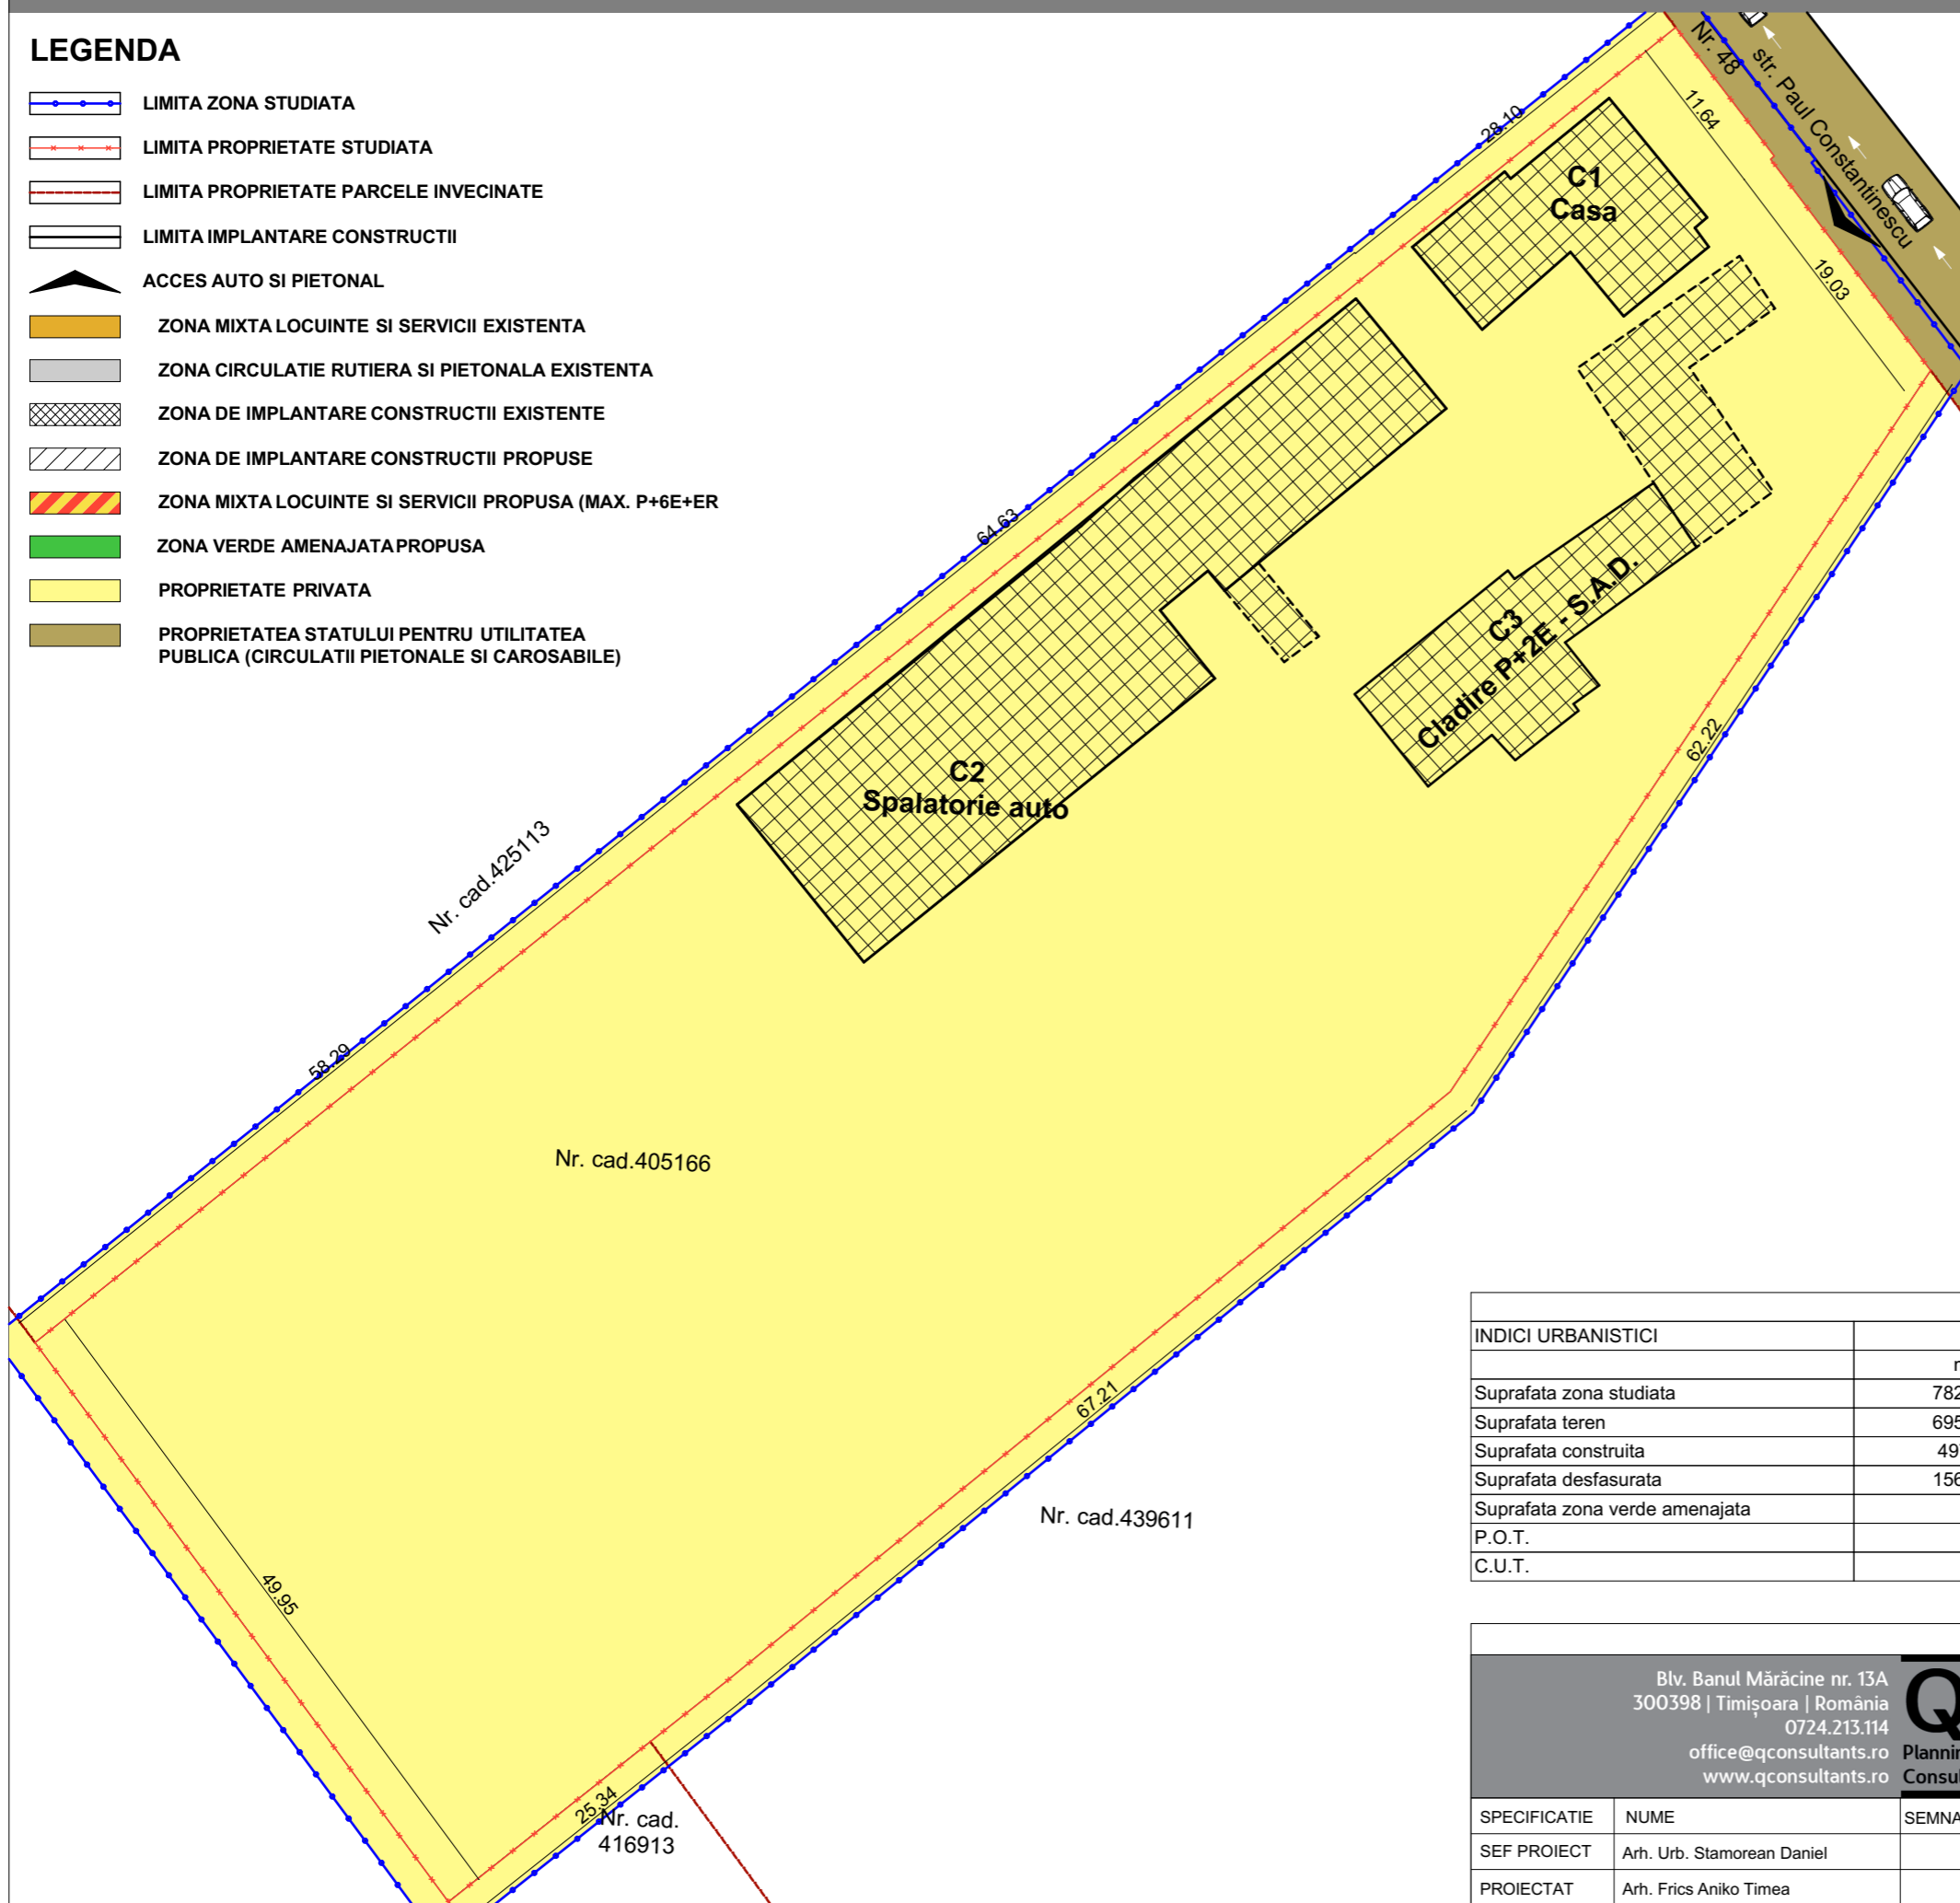 LEGENDA
LIMITA ZONA STUDIATA
LIMITA PROPRIETATE STUDIATA
LIMITA PROPRIETATE PARCELE INVECINATE
LIMITA IMPLANTARE CONSTRUCTII
ACCES AUTO SI PIETONAL
ZONA MIXTA LOCUINTE SI SERVICII EXISTENTA
ZONA CIRCULATIE RUTIERA SI PIETONALA EXISTENTA
ZONA DE IMPLANTARE CONSTRUCTII EXISTENTE
ZONA DE IMPLANTARE CONSTRUCTII PROPUSE
ZONA MIXTA LOCUINTE SI SERVICII PROPUSA (MAX. P+6E+ER
ZONA VERDE AMENAJATA PROPUSA
PROPRIETATE PRIVATA
PROPRIETATEA STATULUI PENTRU UTILITATEA
PUBLICA (CIRCULATII PIETONALE SI CAROSABILE)
Nr. 48
str. Paul Constantinescu
28.10
11.64
19.03
C1
Casa
64.63
C3
Cladire P+2E - S.A.D.
62.22
C2
Spalatorie auto
Nr. cad.425113
58.29
Nr. cad.405166
67.21
Nr. cad.439611
49.95
25.34
Nr. cad.
416913
INDICI URBANISTICI
Suprafata zona studiata 782
Suprafata teren 695
Suprafata construita 49
Suprafata desfasurata 156
Suprafata zona verde amenajata
P.O.T.
C.U.T.
Blv. Banul Mărăcine nr. 13A
300398 | Timișoara | România
0724.213.114
office@qconsultants.ro
www.qconsultants.ro
Q
Plannin
Consul
SPECIFICATIE NUME SEMNA
SEF PROIECT Arh. Urb. Stamorean Daniel
PROIECTAT Arh. Frics Aniko Timea